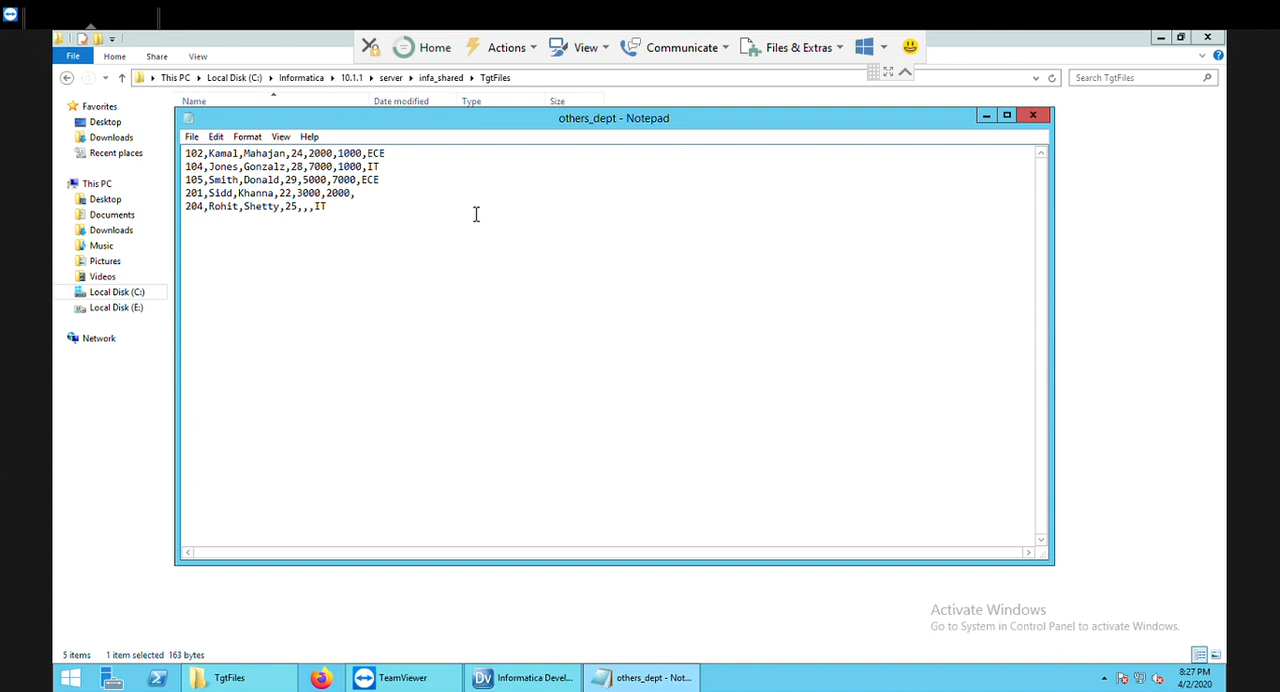 File Home Share View
Home Actions View Communicate Files & Extras
This PC Local Disk (C:) Informatica 10.1.1 server infa_shared TgtFiles
Search TgtFiles
Name Date modified Type Size
Favorites
Desktop
Downloads
Recent places
This PC
Desktop
Documents
Downloads
Music
Pictures
Videos
Local Disk (C:)
Local Disk (E:)
Network
others_dept - Notepad
File Edit Format View Help
102,Kamal,Mahajan,24,2000,1000,ECE
104,Jones,Gonzalz,28,7000,1000,IT
105,Smith,Donald,29,5000,7000,ECE
201,Sidd,Khanna,22,3000,2000,
204,Rohit,Shetty,25,,,IT
Activate Windows
Go to System in Control Panel to activate Windows.
5 items 1 item selected 163 bytes
TgtFiles
TeamViewer
Dv Informatica Devel...
others_dept - Not...
8:27 PM
4/2/2020